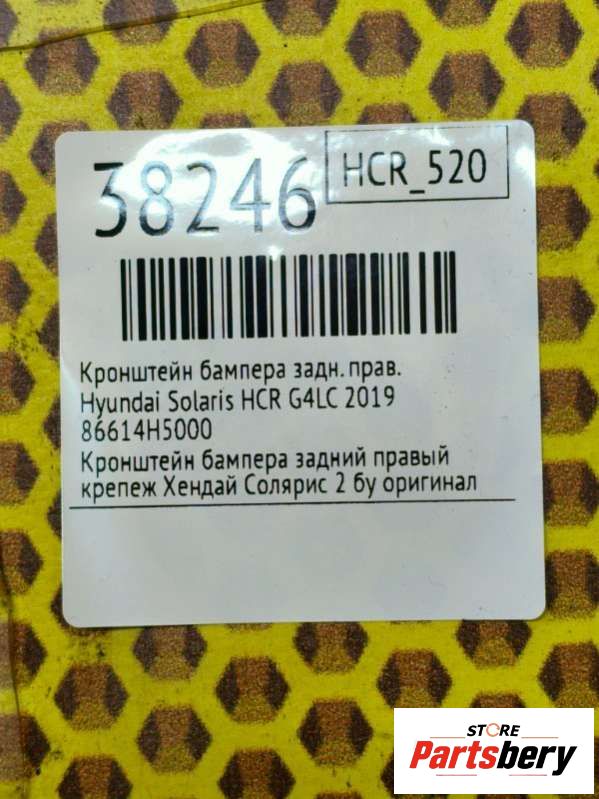 38246
HCR_520
Кронштейн бампера задн. прав.
Hyundai Solaris HCR G4LC 2019
86614H5000
Кронштейн бампера задний правый
крепеж Хендай Солярис 2 бу оригинал
STORE
Partsbery